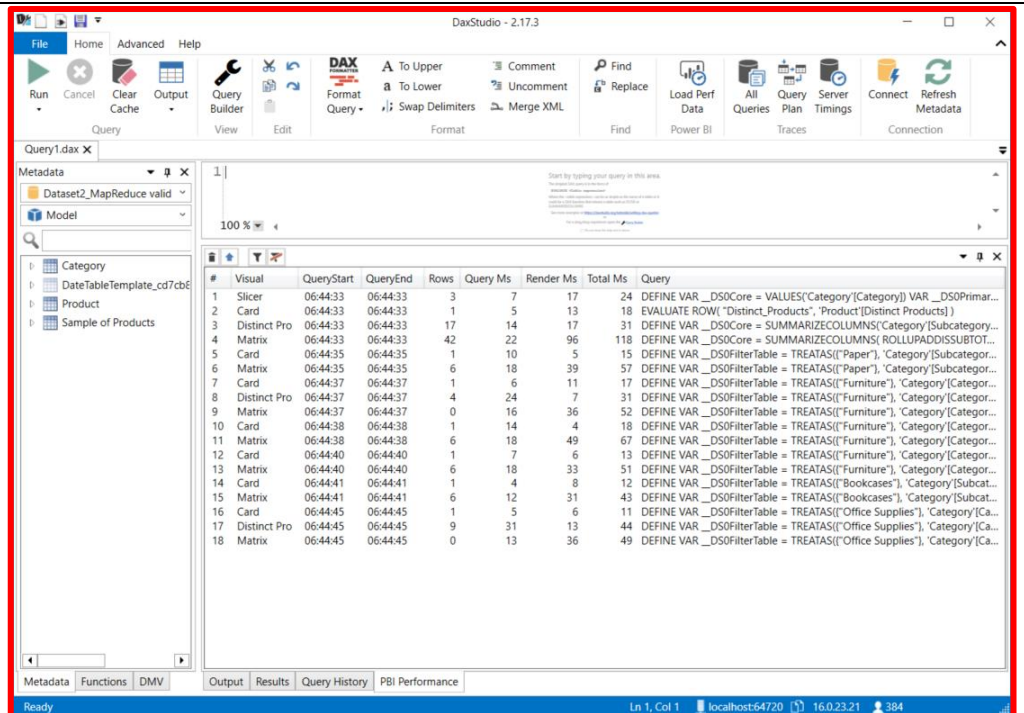 DaxStudio - 2.17.3
File Home Advanced Help
Run Cancel Clear Cache Output
Query
Query Builder
View
Edit
DAX FORMATTER Format Query
A To Upper
a To Lower
Swap Delimiters
Comment
Uncomment
Merge XML
Format
Find
Replace
Find
Load Perf Data
Power BI
All Queries Query Plan Server Timings
Traces
Connect Refresh Metadata
Connection
Query1.dax
Metadata
Dataset2_MapReduce valid
Model
Category
DateTableTemplate_cd7cb8
Product
Sample of Products
1
Start by typing your query in this area
100 %
# Visual QueryStart QueryEnd Rows Query Ms Render Ms Total Ms Query
1 Slicer 06:44:33 06:44:33 3 7 17 24 DEFINE VAR __DS0Core = VALUES('Category'[Category]) VAR __DS0Primar...
2 Card 06:44:33 06:44:33 1 5 13 18 EVALUATE ROW( "Distinct_Products", 'Product'[Distinct Products] )
3 Distinct Pro 06:44:33 06:44:33 17 14 17 31 DEFINE VAR __DS0Core = SUMMARIZECOLUMNS('Category'[Subcategory...
4 Matrix 06:44:33 06:44:33 42 22 96 118 DEFINE VAR __DS0Core = SUMMARIZECOLUMNS( ROLLUPADDISSUBTOT...
5 Card 06:44:35 06:44:35 1 10 5 15 DEFINE VAR __DS0FilterTable = TREATAS({"Paper"}, 'Category'[Subcategor...
6 Matrix 06:44:35 06:44:35 6 18 39 57 DEFINE VAR __DS0FilterTable = TREATAS({"Paper"}, 'Category'[Subcategor...
7 Card 06:44:37 06:44:37 1 6 11 17 DEFINE VAR __DS0FilterTable = TREATAS({"Furniture"}, 'Category'[Categor...
8 Distinct Pro 06:44:37 06:44:37 4 24 7 31 DEFINE VAR __DS0FilterTable = TREATAS({"Furniture"}, 'Category'[Categor...
9 Matrix 06:44:37 06:44:37 0 16 36 52 DEFINE VAR __DS0FilterTable = TREATAS({"Furniture"}, 'Category'[Categor...
10 Card 06:44:38 06:44:38 1 14 4 18 DEFINE VAR __DS0FilterTable = TREATAS({"Furniture"}, 'Category'[Categor...
11 Matrix 06:44:38 06:44:38 6 18 49 67 DEFINE VAR __DS0FilterTable = TREATAS({"Furniture"}, 'Category'[Categor...
12 Card 06:44:40 06:44:40 1 7 6 13 DEFINE VAR __DS0FilterTable = TREATAS({"Furniture"}, 'Category'[Categor...
13 Matrix 06:44:40 06:44:40 6 18 33 51 DEFINE VAR __DS0FilterTable = TREATAS({"Furniture"}, 'Category'[Categor...
14 Card 06:44:41 06:44:41 1 4 8 12 DEFINE VAR __DS0FilterTable = TREATAS({"Bookcases"}, 'Category'[Subcat...
15 Matrix 06:44:41 06:44:41 6 12 31 43 DEFINE VAR __DS0FilterTable = TREATAS({"Bookcases"}, 'Category'[Subcat...
16 Card 06:44:45 06:44:45 1 5 6 11 DEFINE VAR __DS0FilterTable = TREATAS({"Office Supplies"}, 'Category'[Ca...
17 Distinct Pro 06:44:45 06:44:45 9 31 13 44 DEFINE VAR __DS0FilterTable = TREATAS({"Office Supplies"}, 'Category'[Ca...
18 Matrix 06:44:45 06:44:45 0 13 36 49 DEFINE VAR __DS0FilterTable = TREATAS({"Office Supplies"}, 'Category'[Ca...
Metadata Functions DMV
Output Results Query History PBI Performance
Ready
Ln 1, Col 1 localhost:64720 16.0.23.21 384